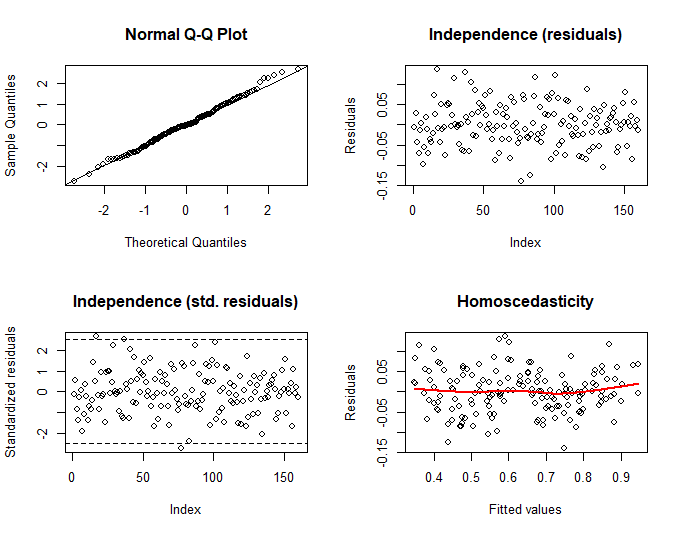 Normal Q-Q Plot
Sample Quantiles
-2 0 1 2
-2 -1 0 1 2
Theoretical Quantiles
Independence (residuals)
Residuals
-0.15 -0.05 0.05
0 50 100 150
Index
Independence (std. residuals)
Standardized residuals
-2 0 1 2
0 50 100 150
Index
Homoscedasticity
Residuals
-0.15 -0.05 0.05
0.4 0.5 0.6 0.7 0.8 0.9
Fitted values